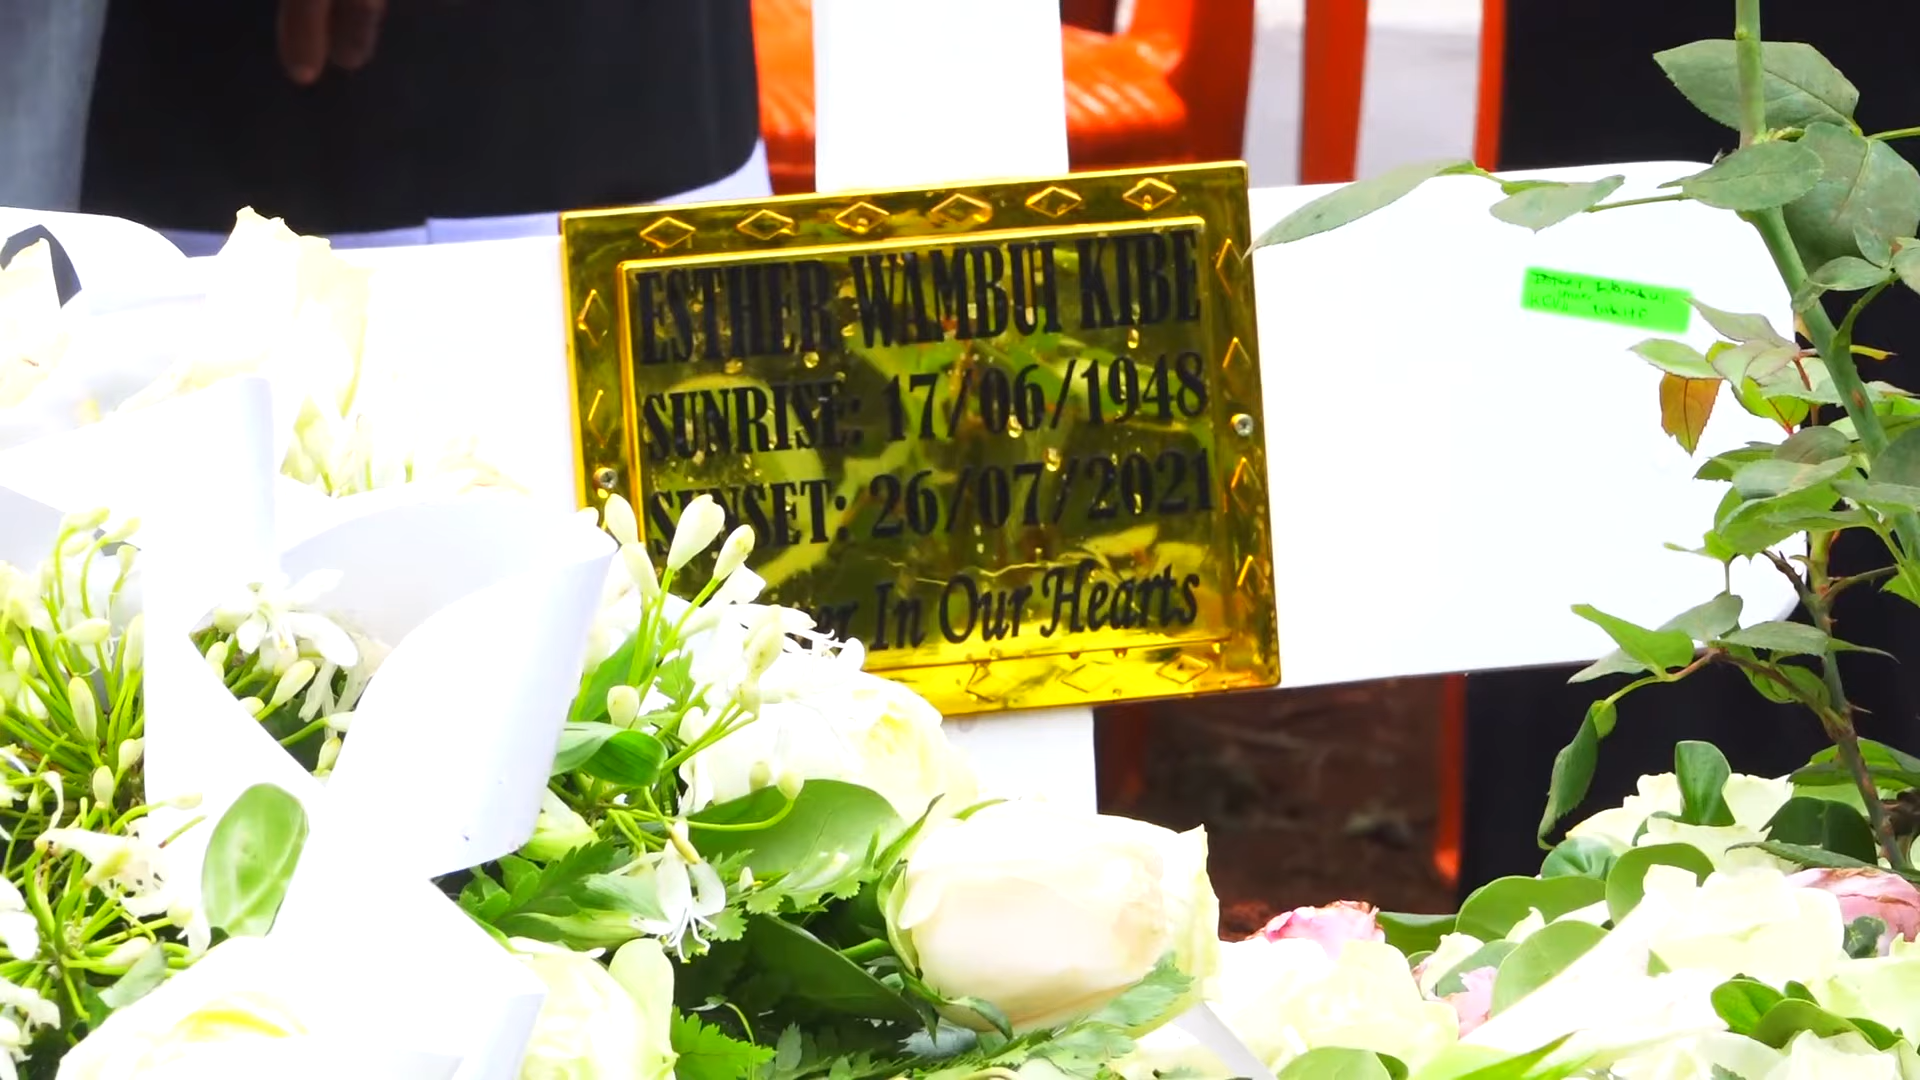 ESTHER WAMBUI KIBE
SUNRISE: 17/06/1948
SUNSET: 26/07/2021
In Our Hearts